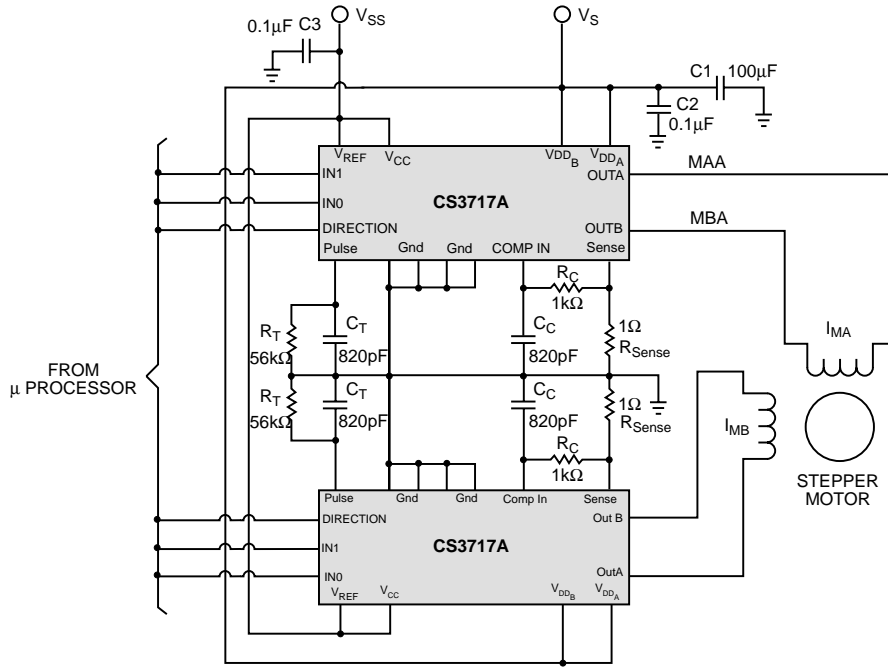 0.1μF C3
VSS
VS
C1 100μF
C2
0.1μF
VREF
VCC
VDDB
VDDA
IN1
OUTA
MAA
IN0
CS3717A
DIRECTION
OUTB
MBA
Pulse
Gnd
Gnd
COMP IN
Sense
RC
1kΩ
RT
56kΩ
CT
820pF
CC
820pF
1Ω
RSense
IMA
FROM
μ PROCESSOR
RT
56kΩ
CT
820pF
CC
820pF
1Ω
RSense
IMB
RC
1kΩ
STEPPER
MOTOR
Pulse
Gnd
Gnd
Comp In
Sense
DIRECTION
Out B
IN1
CS3717A
IN0
OutA
VREF
VCC
VDDB
VDDA